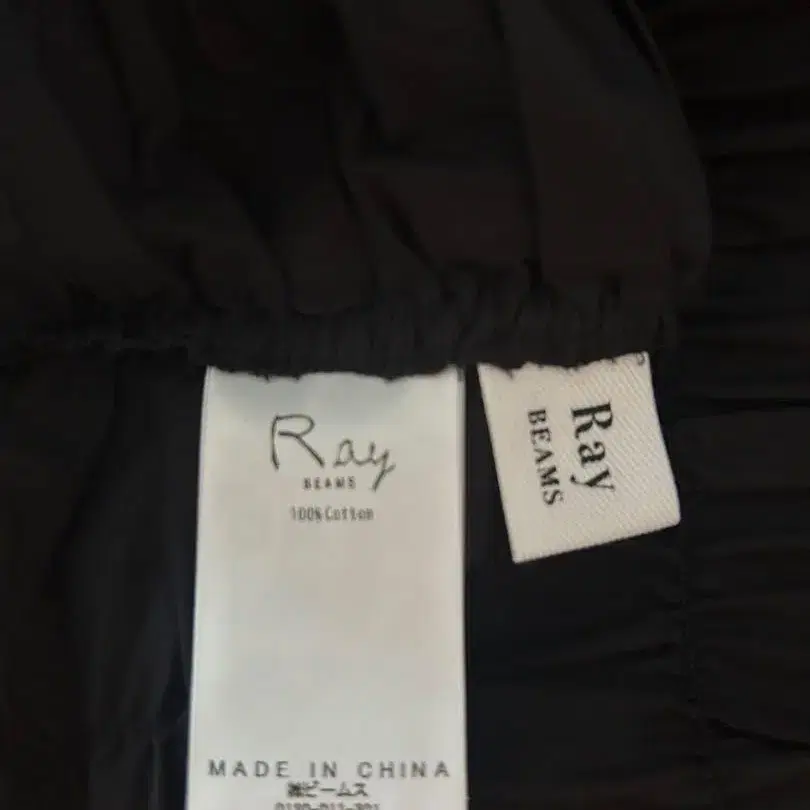 Ray
BEAMS
100% Cotton
MADE IN CHINA
㈱ビームス
Ray
BEAMS